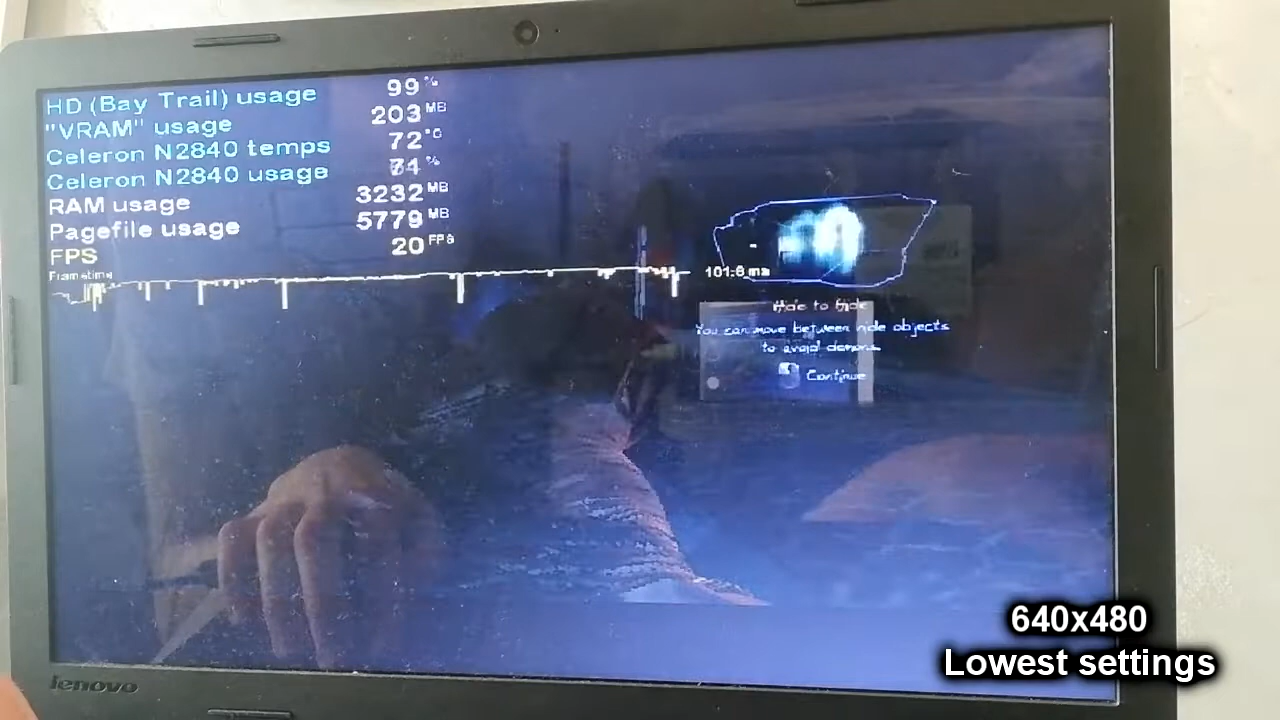 HD (Bay Trail) usage 99 %
"VRAM" usage 203 MB
Celeron N2840 temps 72 °C
Celeron N2840 usage %
RAM usage 3232 MB
Pagefile usage 5779 MB
FPS 20 FPS
Frametime 101.6 ms
Hide to Hide
You can move between hide objects
to avoid demons.
Continue
640x480
Lowest settings
lenovo